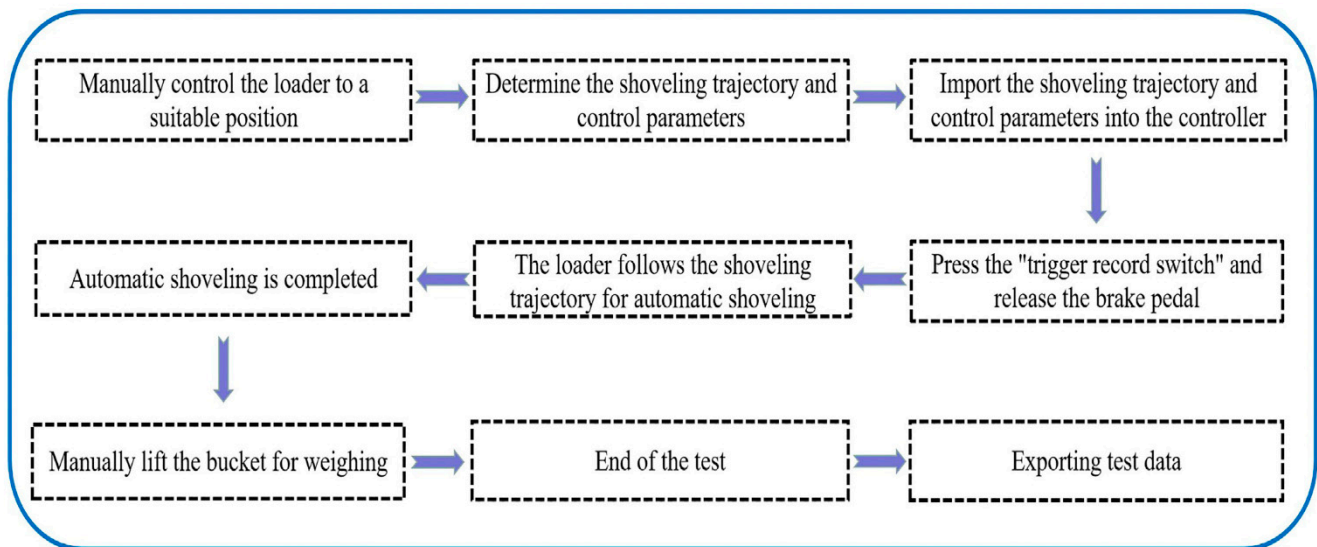 Manually control the loader to a
suitable position
Determine the shoveling trajectory and
control parameters
Import the shoveling trajectory and
control parameters into the controller
Press the "trigger record switch" and
release the brake pedal
The loader follows the shoveling
trajectory for automatic shoveling
Automatic shoveling is completed
Manually lift the bucket for weighing
End of the test
Exporting test data